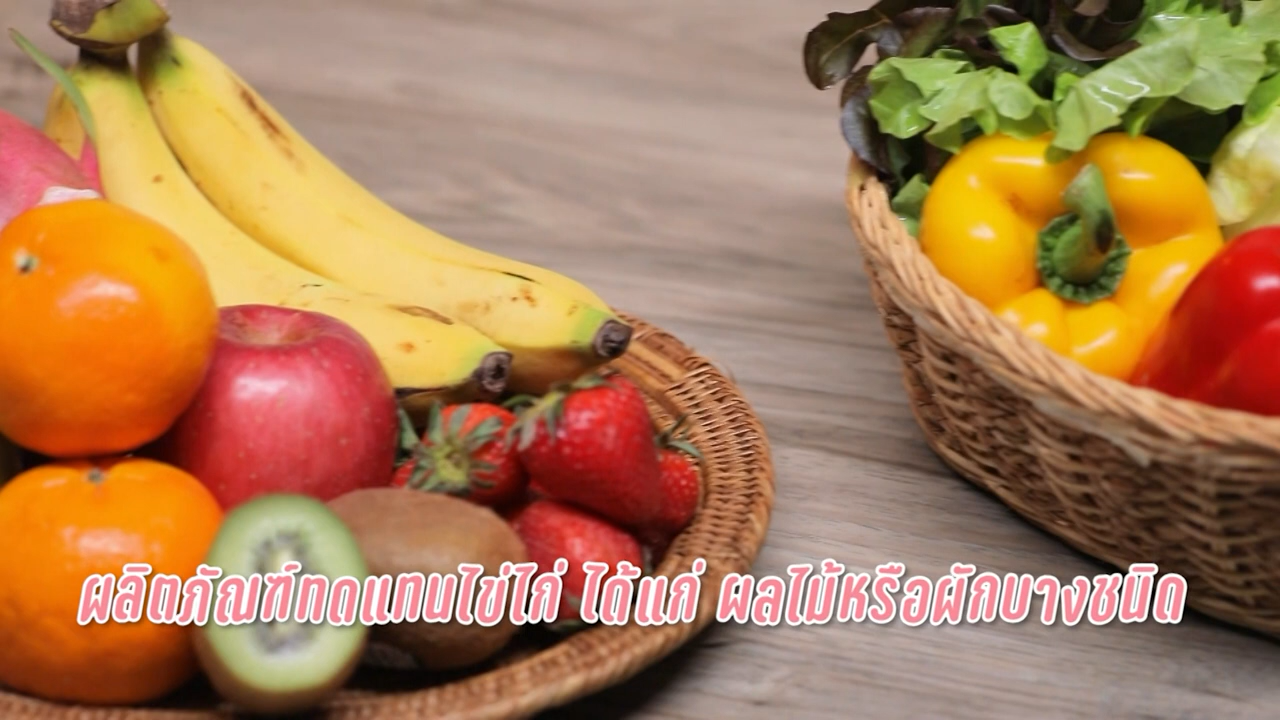 ผลิตภัณฑ์ทดแทนไข่ไก่ ได้แก่ ผลไม้หรือผักบางชนิด